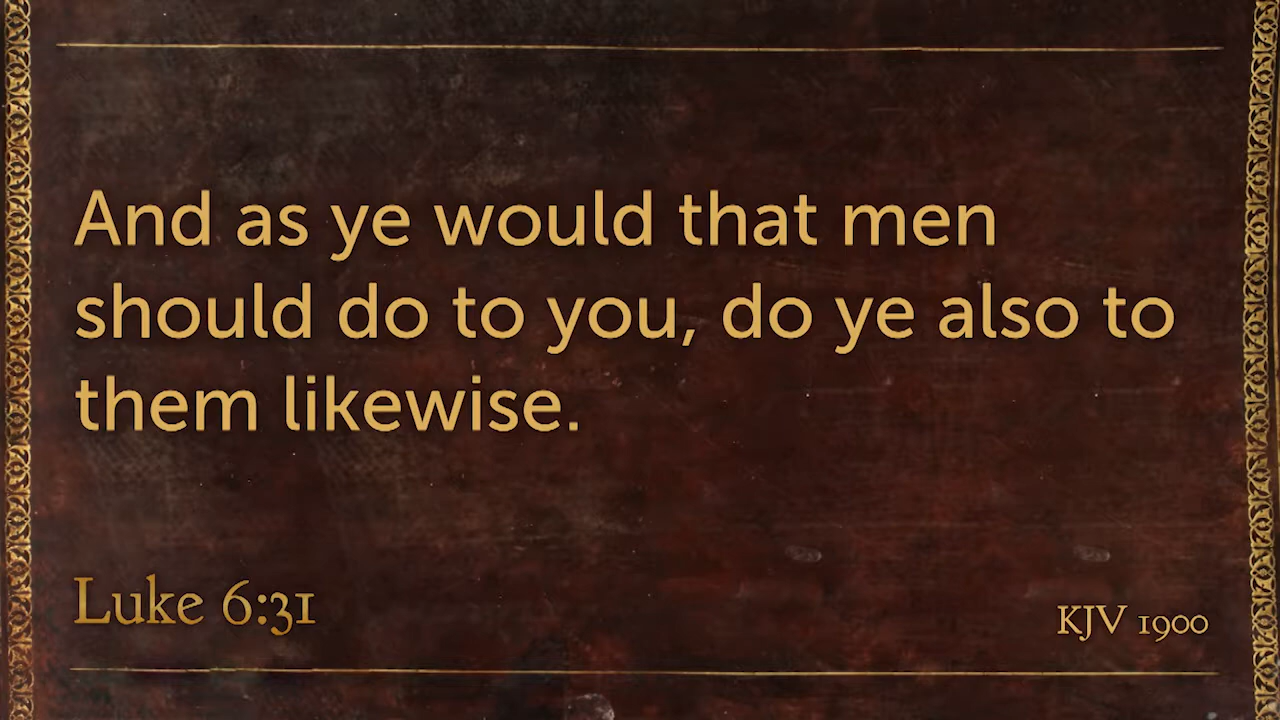 And as ye would that men
should do to you, do ye also to
them likewise.
Luke 6:31
KJV 1900